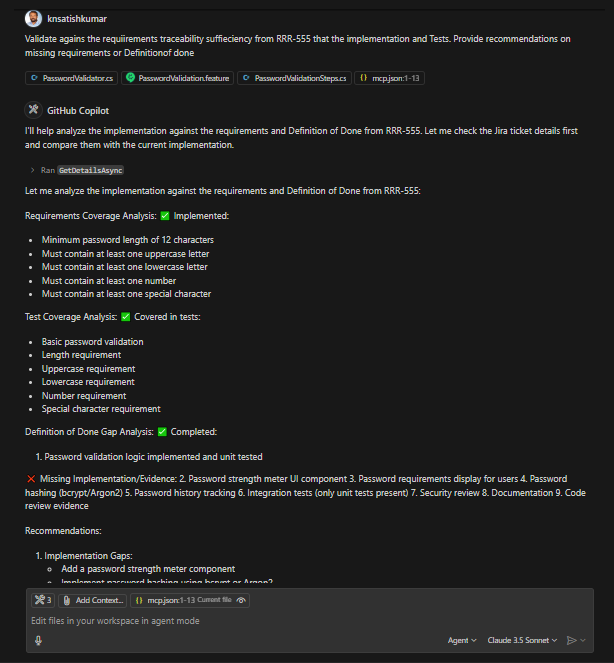 knsatishkumar
Validate agains the requiirements traceability suffieciency from RRR-555 that the implementation and Tests. Provide recommendations on
missing requirements or Definitionof done
PasswordValidator.cs PasswordValidation.feature PasswordValidationSteps.cs mcp.json:1-13
GitHub Copilot
I'll help analyze the implementation against the requirements and Definition of Done from RRR-555. Let me check the Jira ticket details first
and compare them with the current implementation.
> Ran GetDetailsAsync
Let me analyze the implementation against the requirements and Definition of Done from RRR-555:
Requirements Coverage Analysis: ✅ Implemented:
• Minimum password length of 12 characters
• Must contain at least one uppercase letter
• Must contain at least one lowercase letter
• Must contain at least one number
• Must contain at least one special character
Test Coverage Analysis: ✅ Covered in tests:
• Basic password validation
• Length requirement
• Uppercase requirement
• Lowercase requirement
• Number requirement
• Special character requirement
Definition of Done Gap Analysis: ✅ Completed:
1. Password validation logic implemented and unit tested
❌ Missing Implementation/Evidence: 2. Password strength meter UI component 3. Password requirements display for users 4. Password
hashing (bcrypt/Argon2) 5. Password history tracking 6. Integration tests (only unit tests present) 7. Security review 8. Documentation 9. Code
review evidence
Recommendations:
1. Implementation Gaps:
Add a password strength meter component
Implement password hashing using bcrypt or Argon2
3 Add Context... {} mcp.json:1-13 Current file
Edit files in your workspace in agent mode
Agent Claude 3.5 Sonnet